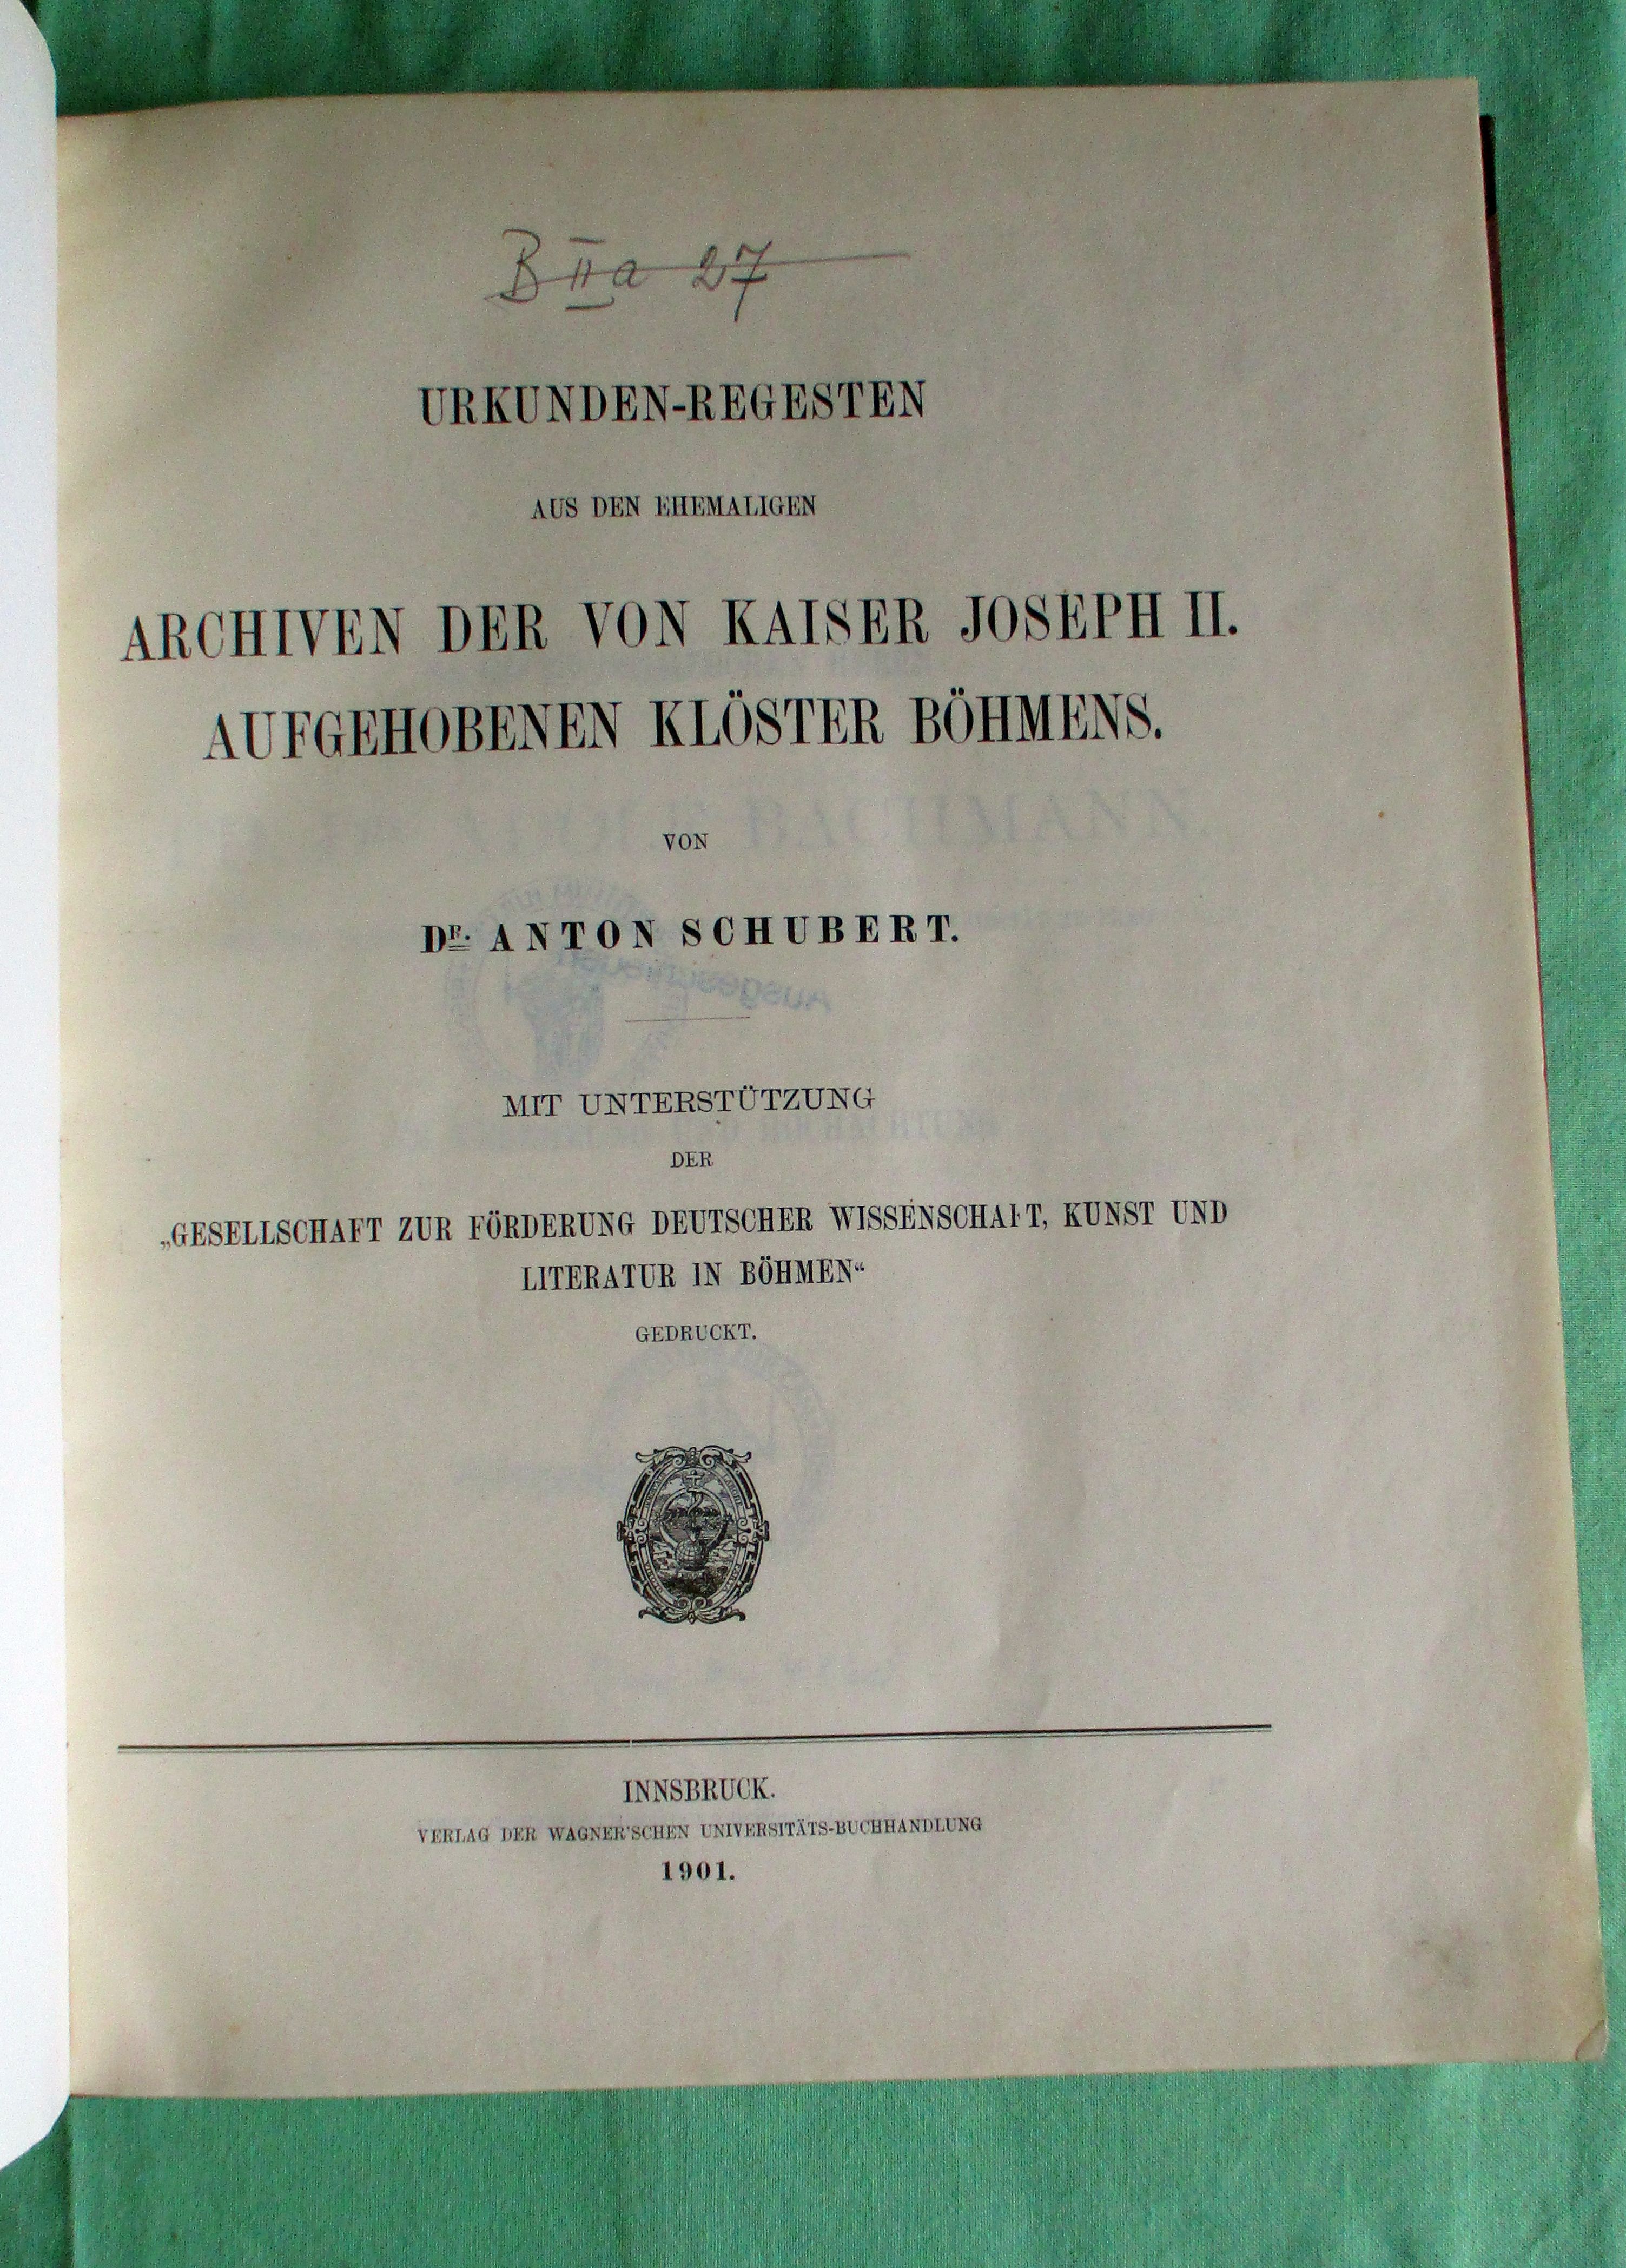 B II a 27
URKUNDEN-REGESTEN
AUS DEN EHEMALIGEN
ARCHIVEN DER VON KAISER JOSEPH II.
AUFGEHOBENEN KLÖSTER BÖHMENS.
VON
DR. ANTON SCHUBERT.
MIT UNTERSTÜTZUNG
DER
„GESELLSCHAFT ZUR FÖRDERUNG DEUTSCHER WISSENSCHAFT, KUNST UND
LITERATUR IN BÖHMEN“
GEDRUCKT.
INNSBRUCK.
VERLAG DER WAGNER'SCHEN UNIVERSITÄTS-BUCHHANDLUNG
1901.